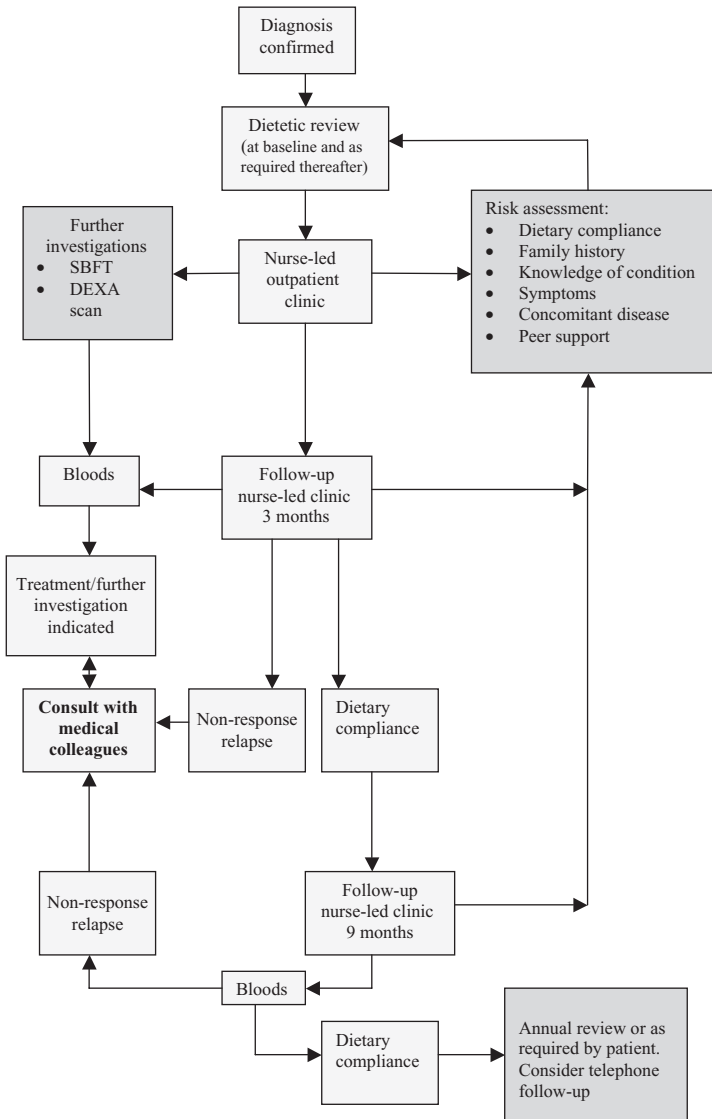 Diagnosis
confirmed
Dietetic review
(at baseline and as
required thereafter)
Further
investigations
• SBFT
• DEXA
scan
Nurse-led
outpatient
clinic
Risk assessment:
• Dietary compliance
• Family history
• Knowledge of condition
• Symptoms
• Concomitant disease
• Peer support
Bloods
Follow-up
nurse-led clinic
3 months
Treatment/further
investigation
indicated
Consult with
medical
colleagues
Non-response
relapse
Dietary
compliance
Non-response
relapse
Follow-up
nurse-led clinic
9 months
Bloods
Dietary
compliance
Annual review or as
required by patient.
Consider telephone
follow-up